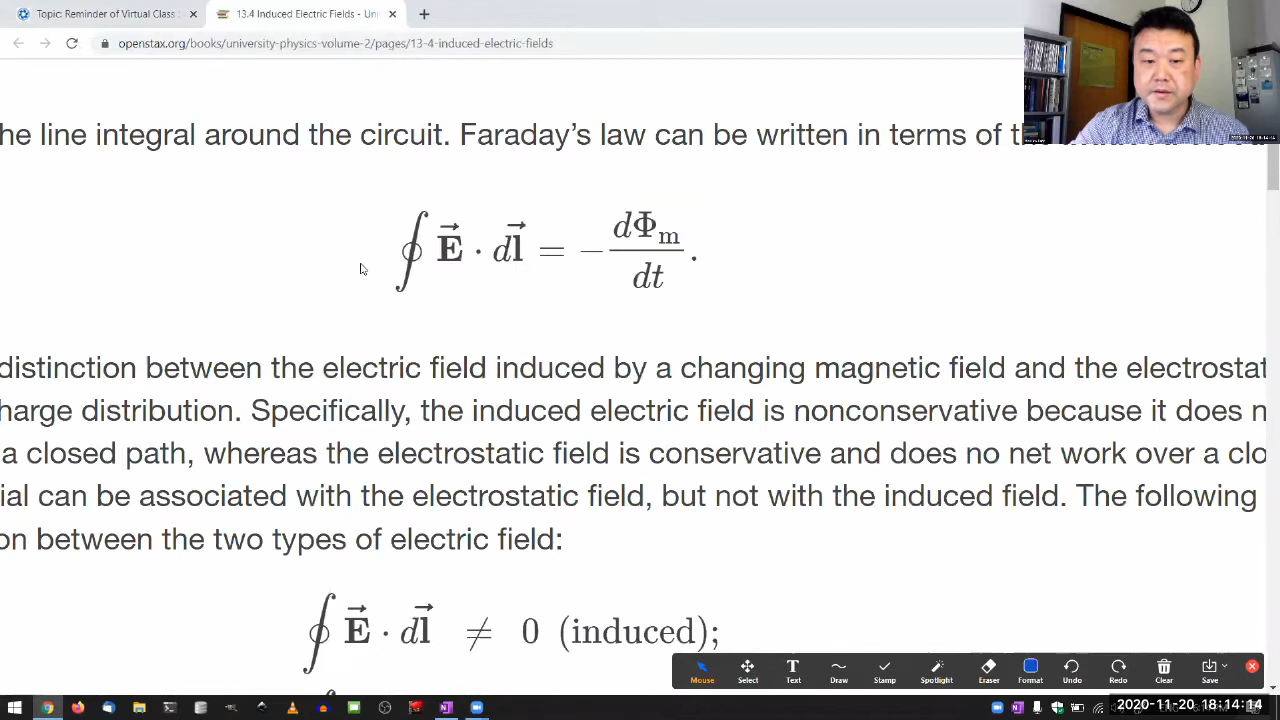 Topic: Reminder of Virtual Class
13.4 Induced Electric Fields - Un
openstax.org/books/university-physics-volume-2/pages/13-4-induced-electric-fields
he line integral around the circuit. Faraday's law can be written in terms of
∮ E⃗ · dl⃗ = − dΦm/dt .
distinction between the electric field induced by a changing magnetic field and the electrostat
harge distribution. Specifically, the induced electric field is nonconservative because it does n
a closed path, whereas the electrostatic field is conservative and does no net work over a clo
ial can be associated with the electrostatic field, but not with the induced field. The following
on between the two types of electric field:
∮ E⃗ · dl⃗ ≠ 0 (induced);
Mouse Select Text Draw Stamp Spotlight Eraser Format Undo Redo Clear Save
2020-11-20 18:14:14